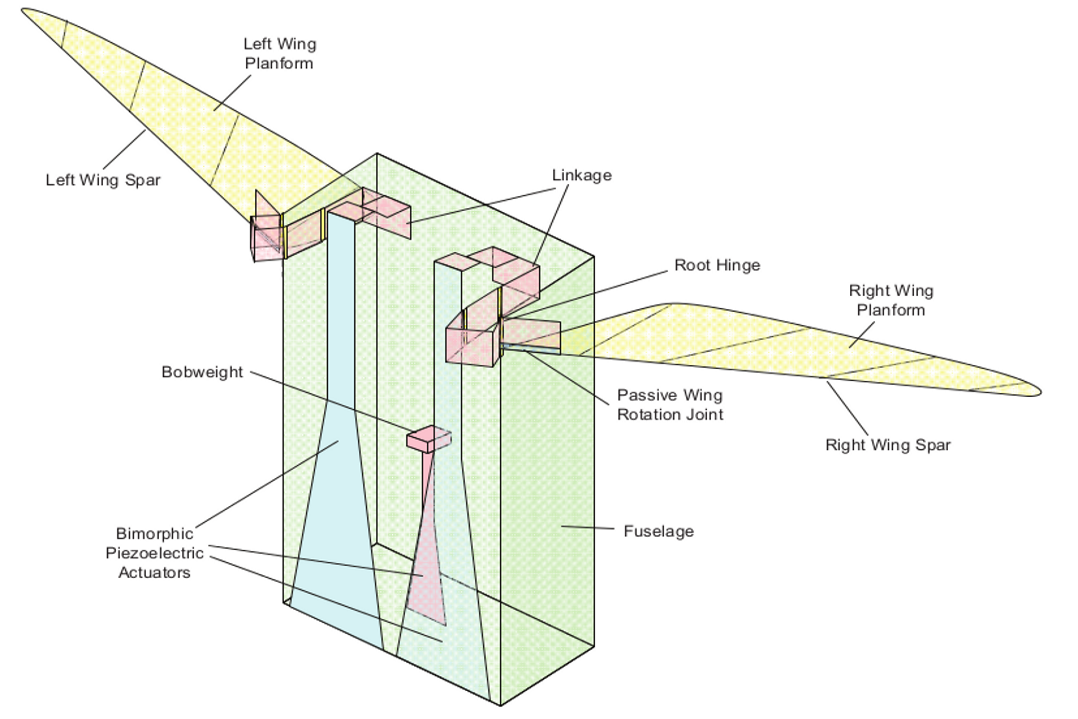 Left Wing
Planform
Left Wing Spar
Linkage
Root Hinge
Right Wing
Planform
Bobweight
Passive Wing
Rotation Joint
Right Wing Spar
Bimorphic
Piezoelectric
Actuators
Fuselage